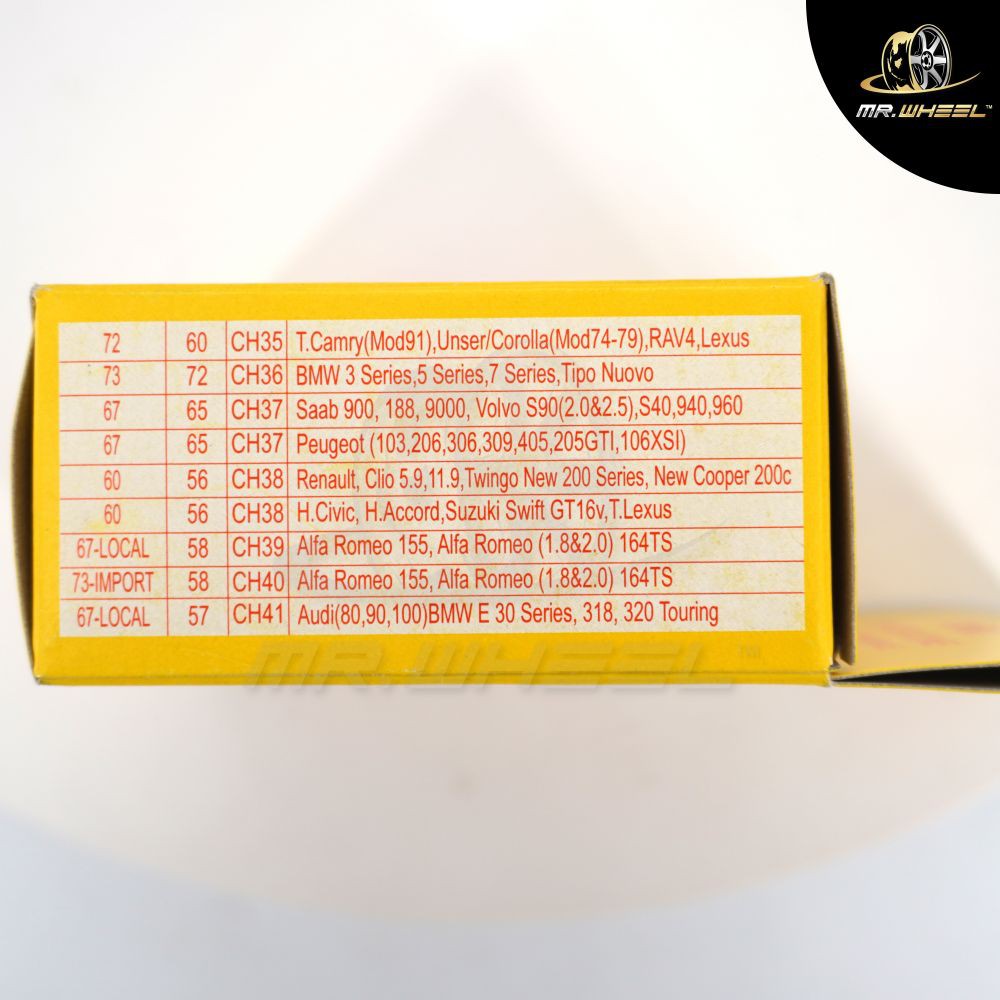 MR.WHEEL™
72 60 CH35 T.Camry(Mod91),Unser/Corolla(Mod74-79),RAV4,Lexus
73 72 CH36 BMW 3 Series,5 Series,7 Series,Tipo Nuovo
67 65 CH37 Saab 900, 188, 9000, Volvo S90(2.0&2.5),S40,940,960
67 65 CH37 Peugeot (103,206,306,309,405,205GTI,106XSI)
60 56 CH38 Renault, Clio 5.9,11.9,Twingo New 200 Series, New Cooper 200c
60 56 CH38 H.Civic, H.Accord,Suzuki Swift GT16v,T.Lexus
67-LOCAL 58 CH39 Alfa Romeo 155, Alfa Romeo (1.8&2.0) 164TS
73-IMPORT 58 CH40 Alfa Romeo 155, Alfa Romeo (1.8&2.0) 164TS
67-LOCAL 57 CH41 Audi(80,90,100)BMW E 30 Series, 318, 320 Touring
MR.WHEEL™